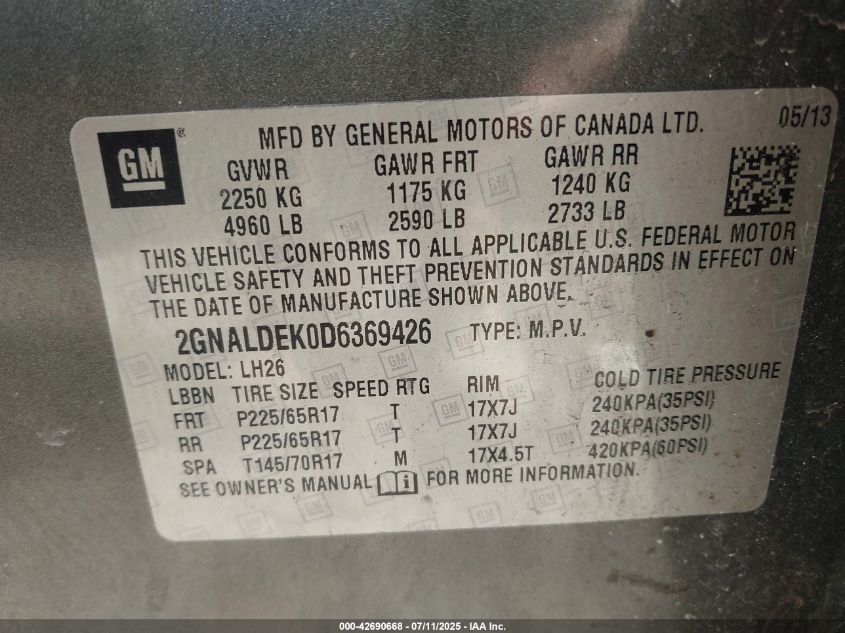 GM ®
MFD BY GENERAL MOTORS OF CANADA LTD. 05/13
GVWR GAWR FRT GAWR RR
2250 KG 1175 KG 1240 KG
4960 LB 2590 LB 2733 LB
THIS VEHICLE CONFORMS TO ALL APPLICABLE U.S. FEDERAL MOTOR
VEHICLE SAFETY AND THEFT PREVENTION STANDARDS IN EFFECT ON
THE DATE OF MANUFACTURE SHOWN ABOVE.
2GNALDEK0D6369426 TYPE: M.P.V.
MODEL: LH26
LBBN TIRE SIZE SPEED RTG RIM COLD TIRE PRESSURE
FRT P225/65R17 T 17X7J 240KPA(35PSI)
RR P225/65R17 T 17X7J 240KPA(35PSI)
SPA T145/70R17 M 17X4.5T 420KPA(60PSI)
SEE OWNER'S MANUAL i FOR MORE INFORMATION.
000-42690668 - 07/11/2025 - IAA Inc.